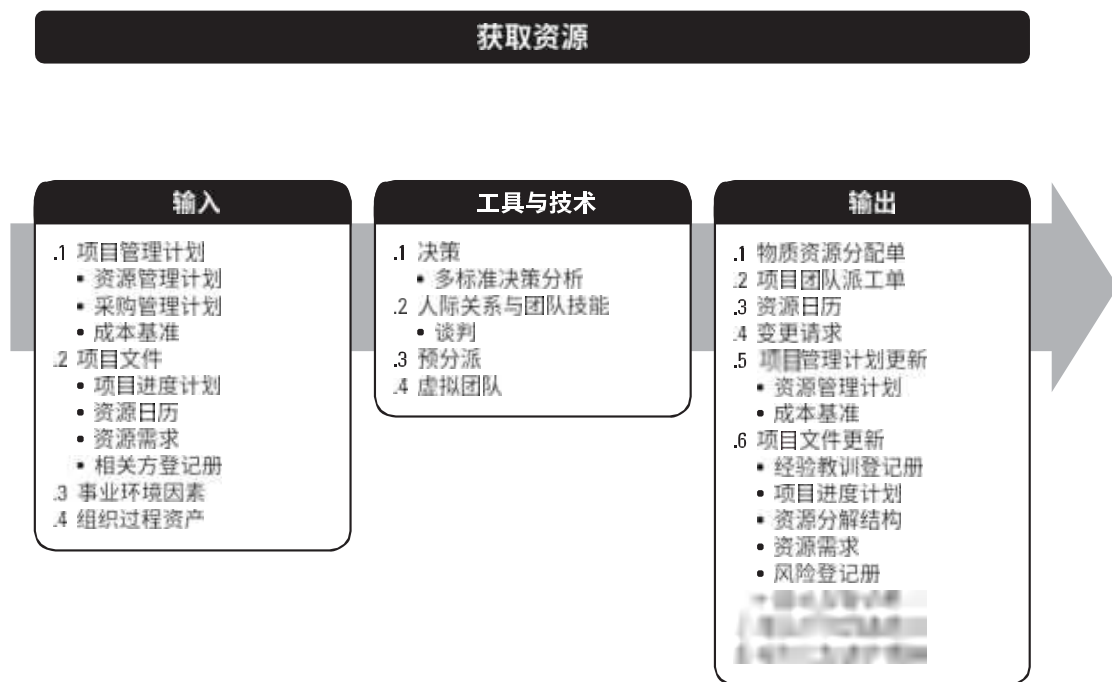 获取资源
输入
.1 项目管理计划
• 资源管理计划
• 采购管理计划
• 成本基准
.2 项目文件
• 项目进度计划
• 资源日历
• 资源需求
• 相关方登记册
.3 事业环境因素
.4 组织过程资产
工具与技术
.1 决策
• 多标准决策分析
.2 人际关系与团队技能
• 谈判
.3 预分派
.4 虚拟团队
输出
.1 物质资源分配单
.2 项目团队派工单
.3 资源日历
.4 变更请求
.5 项目管理计划更新
• 资源管理计划
• 成本基准
.6 项目文件更新
• 经验教训登记册
• 项目进度计划
• 资源分解结构
• 资源需求
• 风险登记册